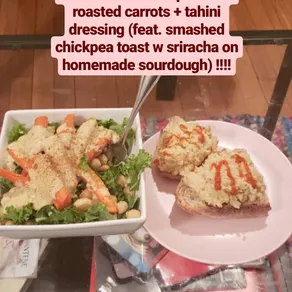 roasted carrots + tahini
dressing (feat. smashed
chickpea toast w sriracha on
homemade sourdough) !!!!